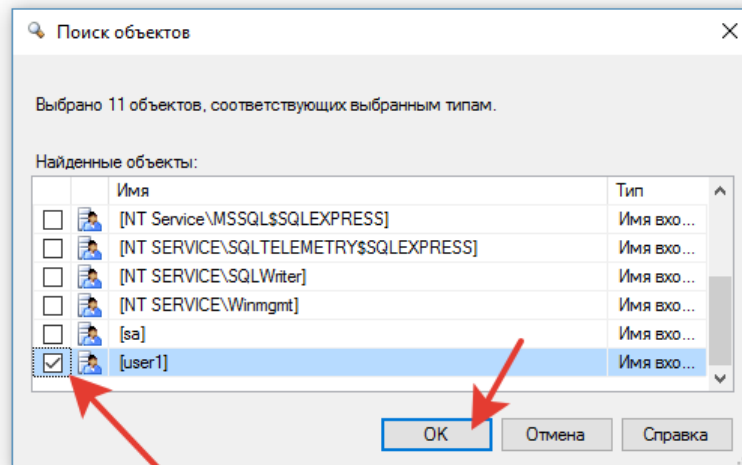 Поиск объектов
Выбрано 11 объектов, соответствующих выбранным типам.
Найденные объекты:
Имя Тип
[NT Service\MSSQL$SQLEXPRESS] Имя вхо...
[NT SERVICE\SQLTELEMETRY$SQLEXPRESS] Имя вхо...
[NT SERVICE\SQLWriter] Имя вхо...
[NT SERVICE\Winmgmt] Имя вхо...
[sa] Имя вхо...
[user1] Имя вхо...
OK Отмена Справка